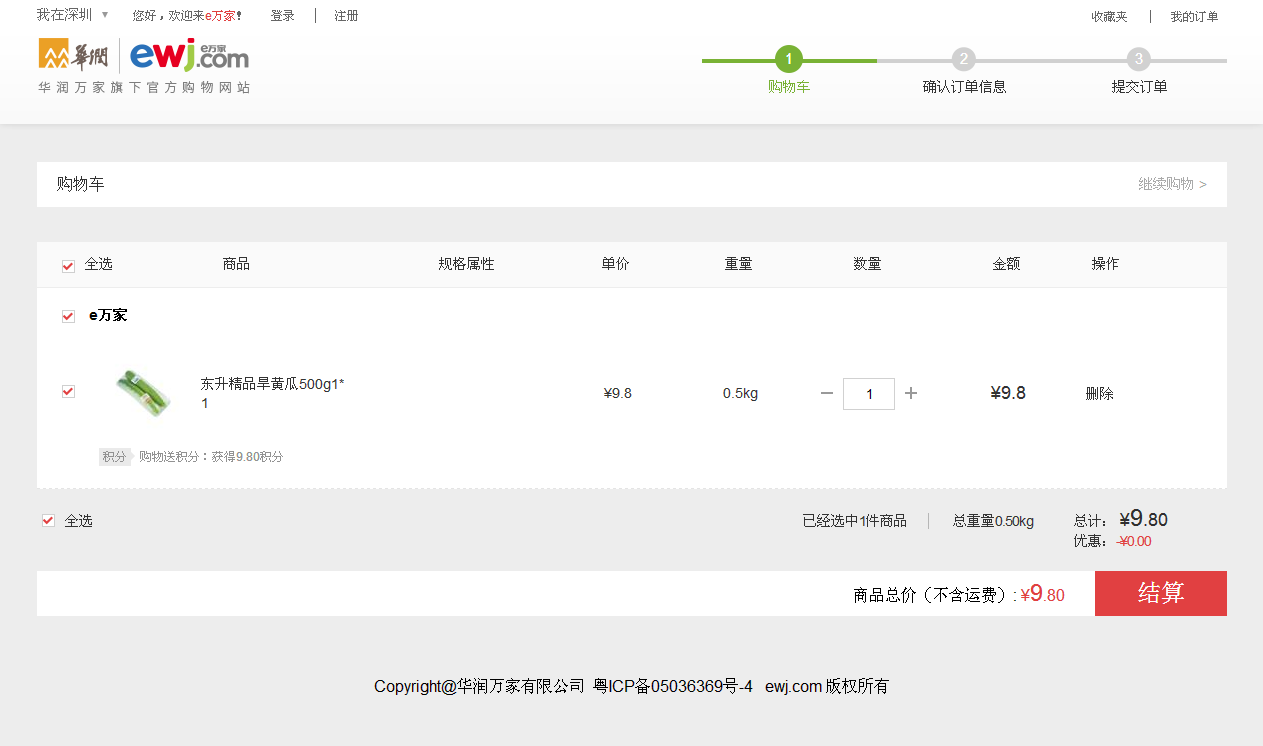 我在深圳 ▼ 您好，欢迎来e万家! 登录 | 注册 收藏夹 | 我的订单
華潤 ewj e万家 .com
华润万家旗下官方购物网站
1 2 3
购物车 确认订单信息 提交订单
购物车 继续购物 >
全选 商品 规格属性 单价 重量 数量 金额 操作
e万家
东升精品旱黄瓜500g1*
1
¥9.8 0.5kg － 1 ＋ ¥9.8 删除
积分 购物送积分：获得9.80积分
全选 已经选中1件商品 | 总重量0.50kg 总计： ¥9.80
优惠： -¥0.00
商品总价（不含运费）: ¥9.80 结算
Copyright@华润万家有限公司 粤ICP备05036369号-4 ewj.com 版权所有